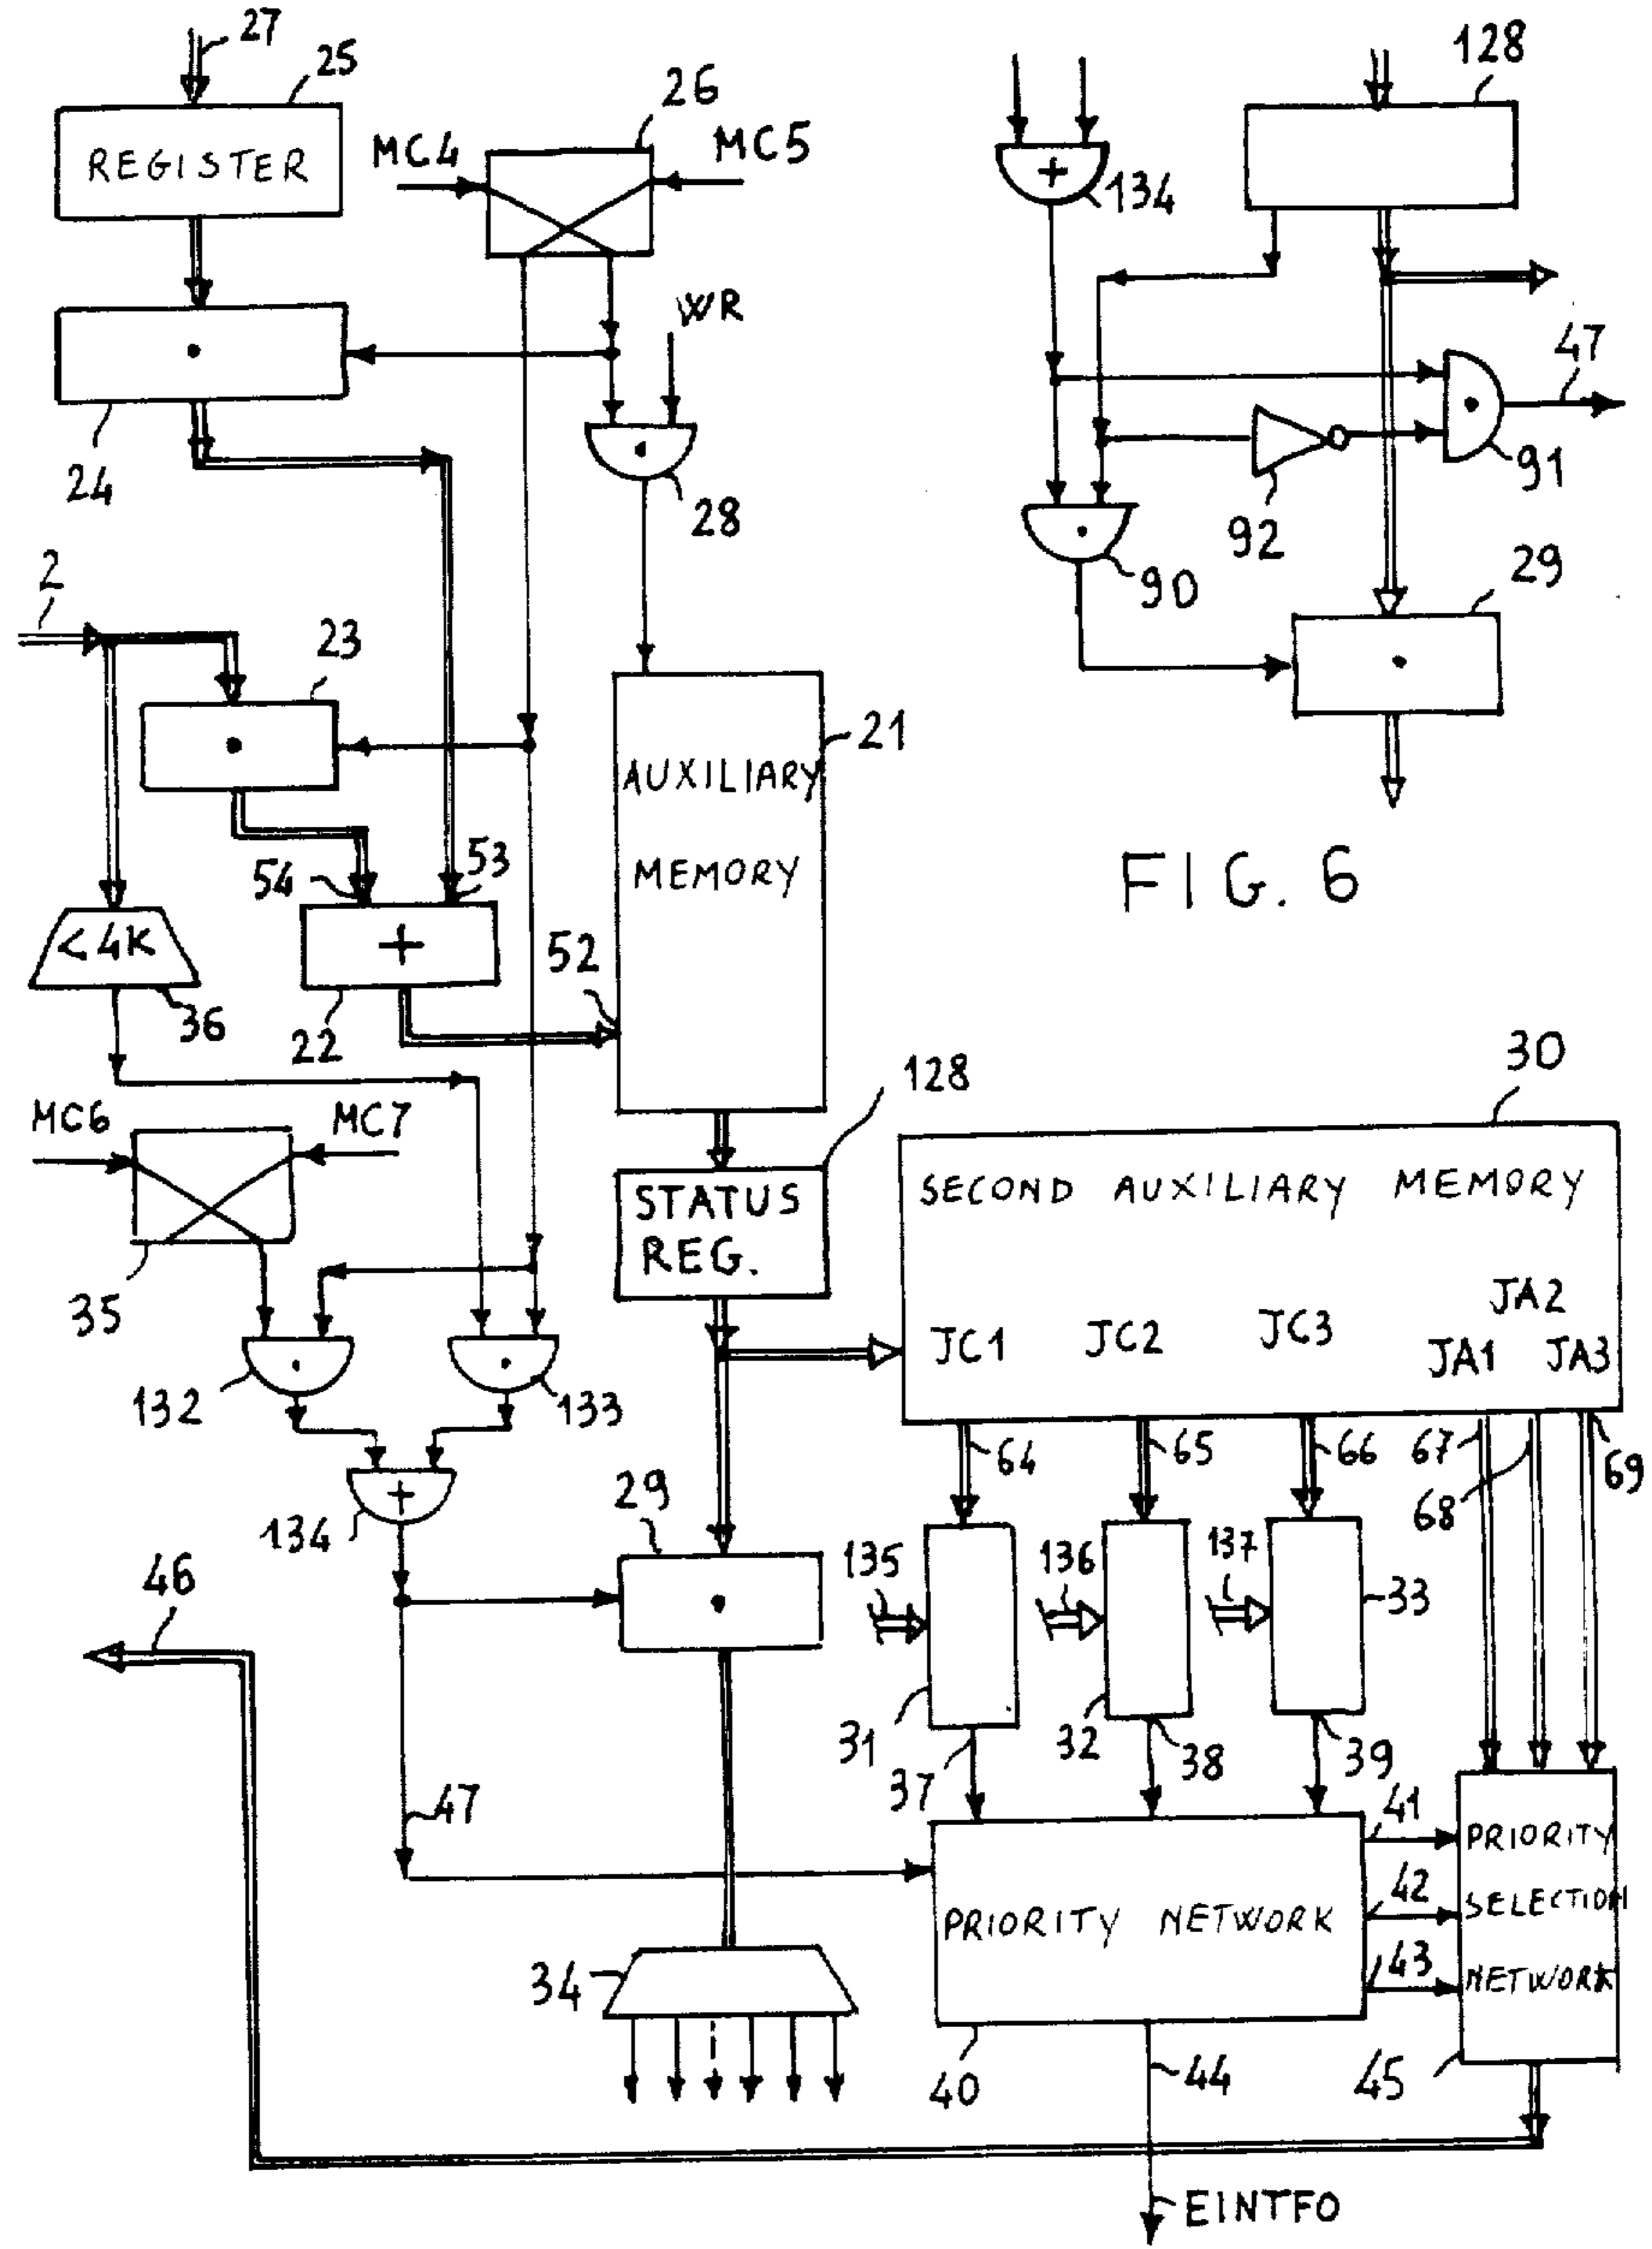 27
25
REGISTER
26
MC4
MC5
128
+
134
WR
24
28
47
91
92
90
29
2
23
21
AUXILIARY
MEMORY
FIG. 6
54
53
<4K
+
52
36
22
30
128
MC6
MC7
STATUS
REG.
SECOND AUXILIARY MEMORY
35
JC1
JC2
JC3
JA1
JA2
JA3
132
133
64
65
66
67
68
69
+
134
29
46
135
136
137
33
31
32
37
38
39
47
41
PRIORITY
42
SELECTION
43
NETWORK
PRIORITY NETWORK
34
40
44
45
EINTFO